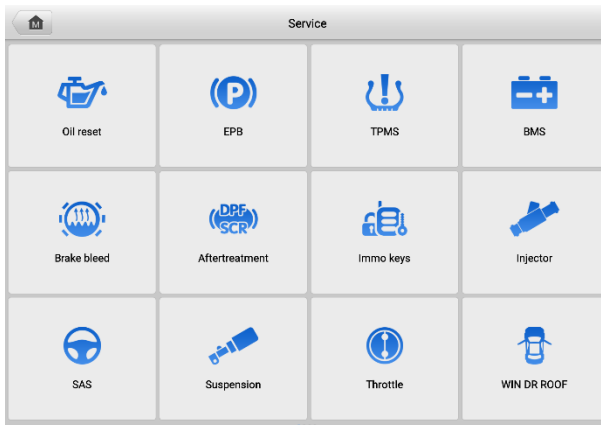 M
Service
Oil reset
EPB
TPMS
BMS
Brake bleed
Aftertreatment
Immo keys
Injector
SAS
Suspension
Throttle
WIN DR ROOF
P
DPF
SCR